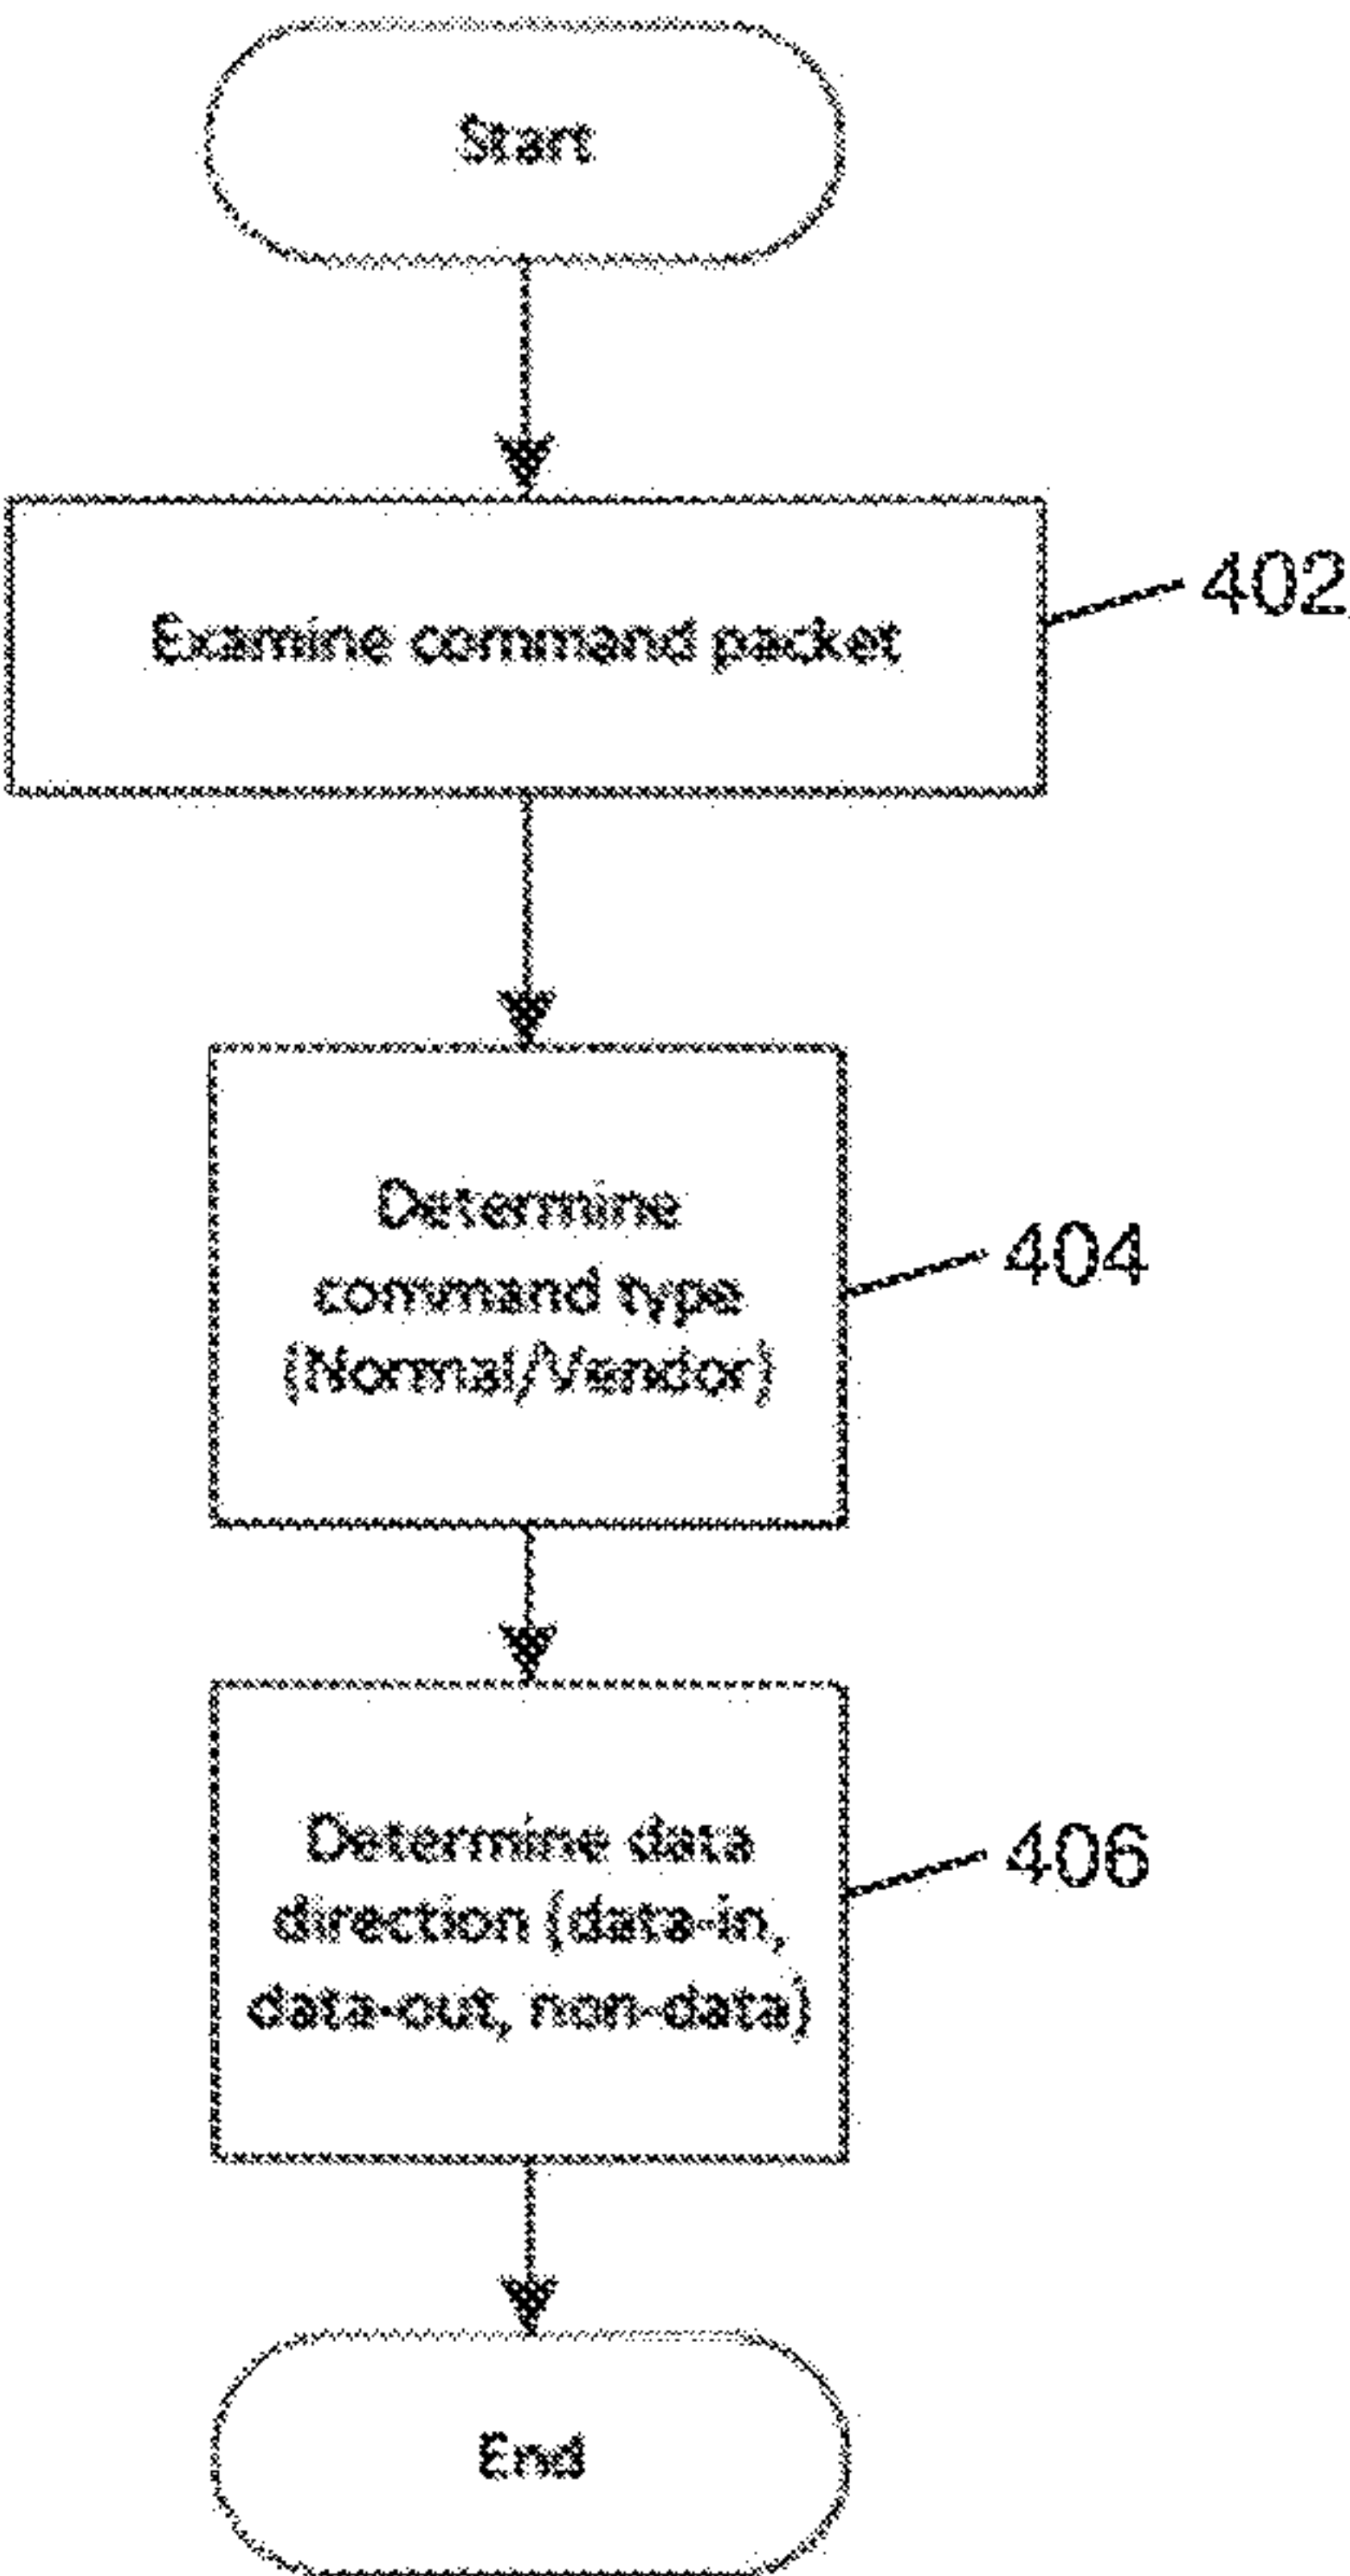 Start
Examine command packet
402
Determine
command type
(Normal/Vendor)
404
Determine data
direction (data-in,
data-out, non-data)
406
End